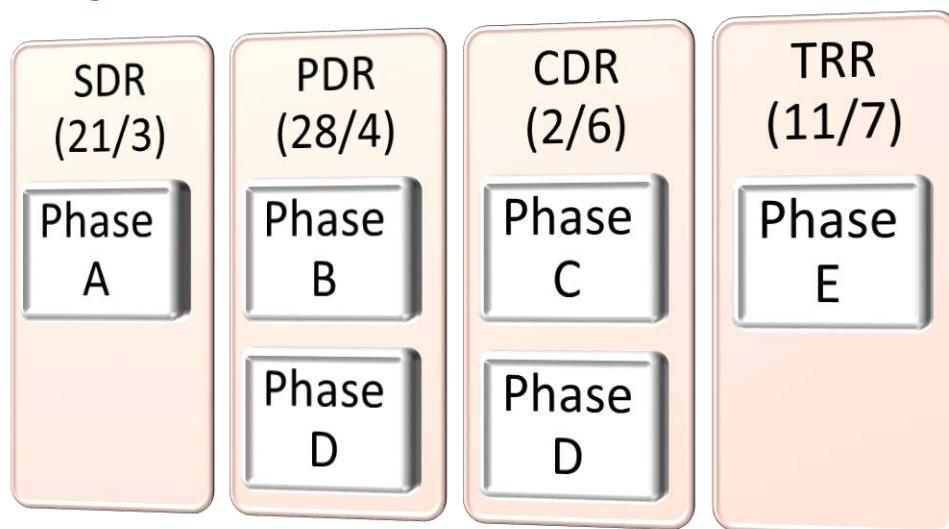 SDR
(21/3)
Phase
A
PDR
(28/4)
Phase
B
Phase
D
CDR
(2/6)
Phase
C
Phase
D
TRR
(11/7)
Phase
E